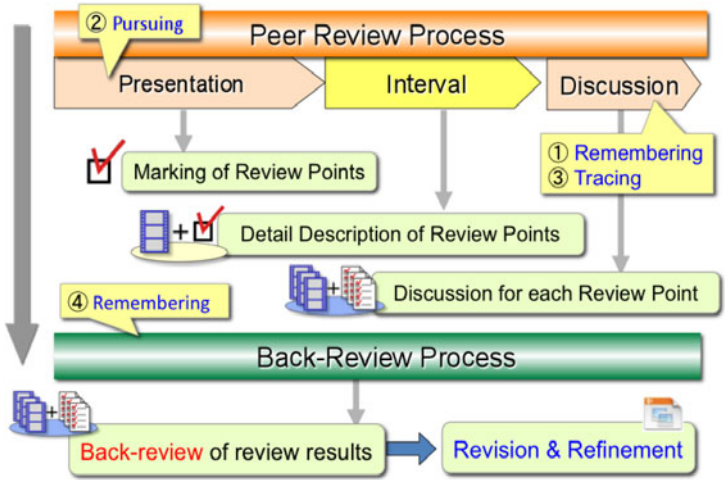 ② Pursuing
Peer Review Process
Presentation
Interval
Discussion
① Remembering
③ Tracing
Marking of Review Points
+
Detail Description of Review Points
+
Discussion for each Review Point
④ Remembering
Back-Review Process
+
Back-review of review results
Revision & Refinement